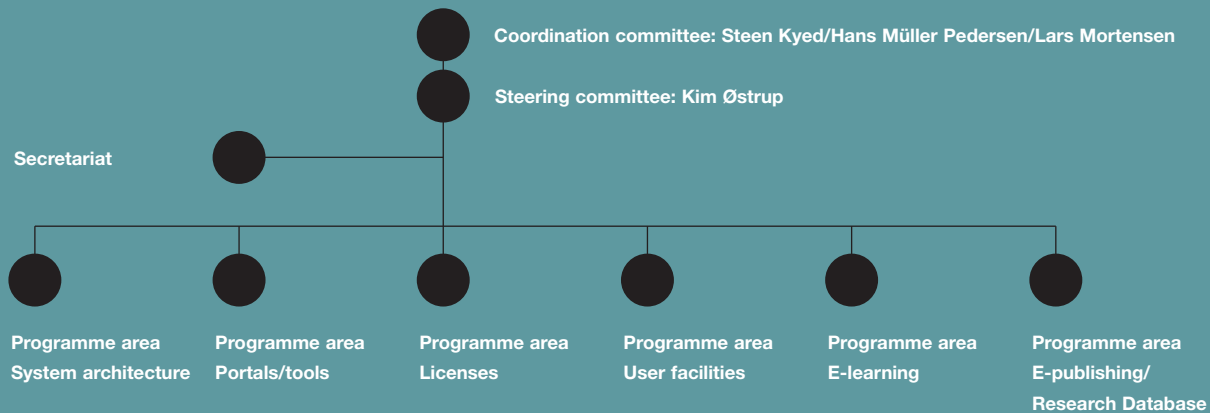 Coordination committee: Steen Kyed/Hans Müller Pedersen/Lars Mortensen
Steering committee: Kim Østrup
Secretariat
Programme area
System architecture
Programme area
Portals/tools
Programme area
Licenses
Programme area
User facilities
Programme area
E-learning
Programme area
E-publishing/
Research Database